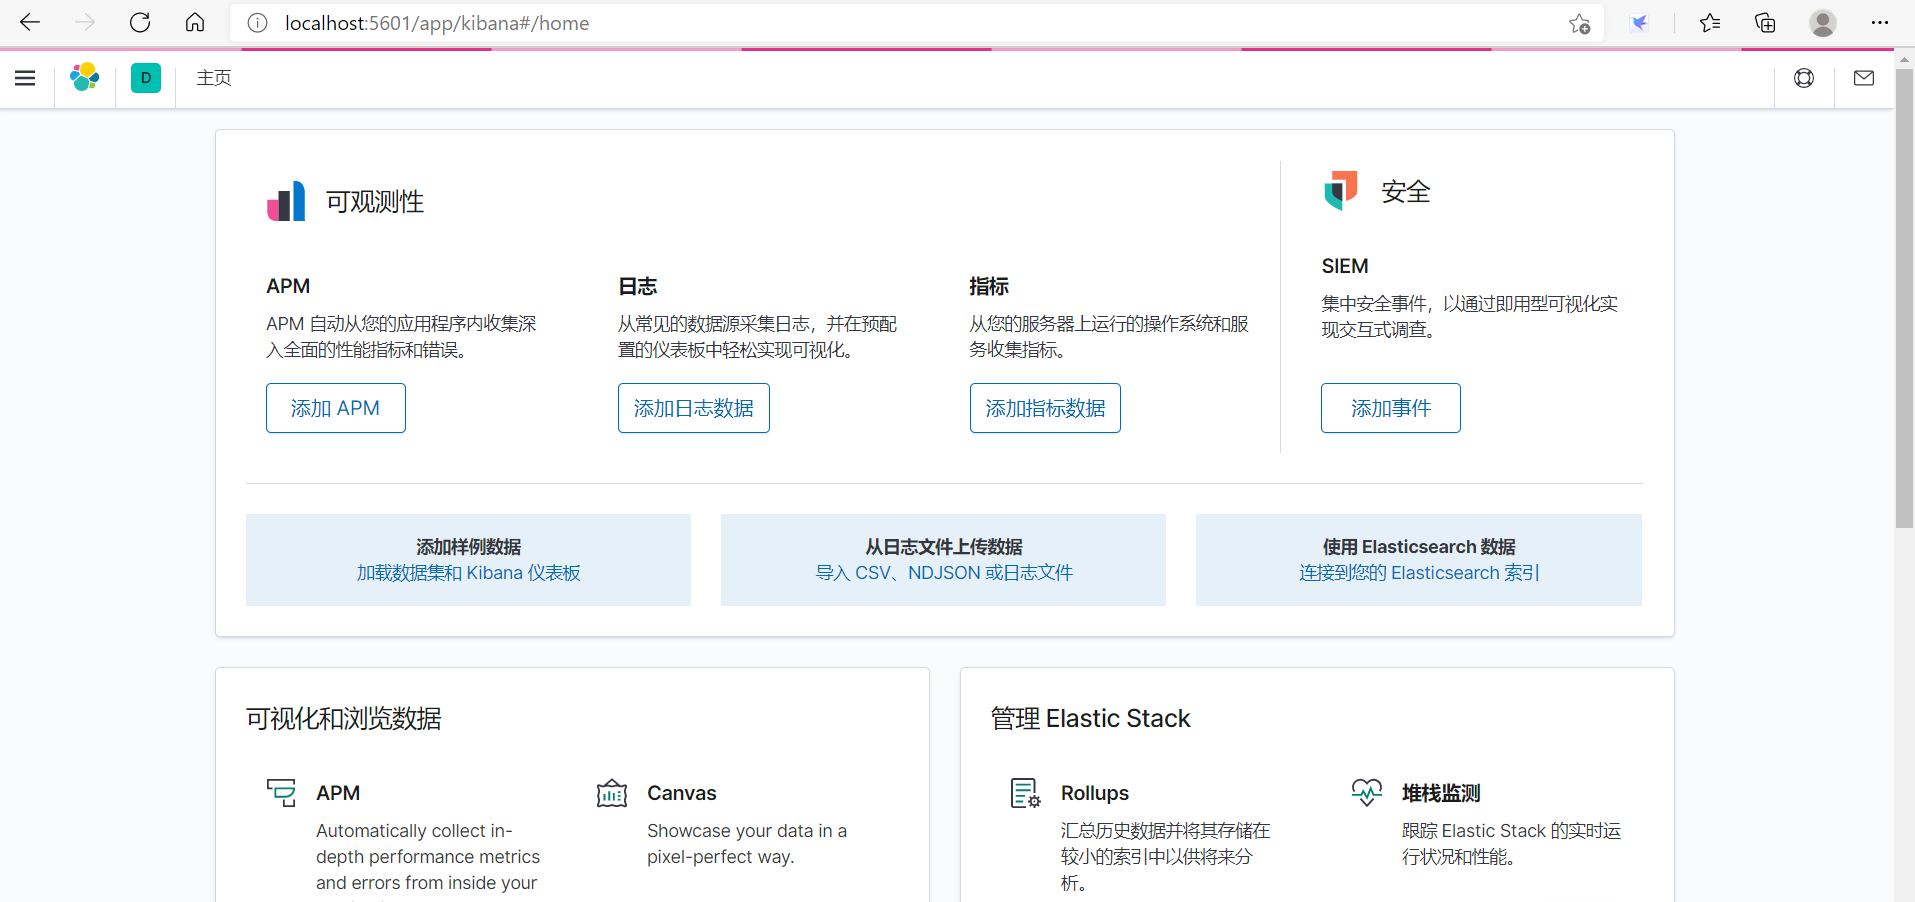 localhost:5601/app/kibana#/home
D
主页
可观测性
安全
APM
APM 自动从您的应用程序内收集深
入全面的性能指标和错误。
添加 APM
日志
从常见的数据源采集日志，并在预配
置的仪表板中轻松实现可视化。
添加日志数据
指标
从您的服务器上运行的操作系统和服
务收集指标。
添加指标数据
SIEM
集中安全事件，以通过即用型可视化实
现交互式调查。
添加事件
添加样例数据
加载数据集和 Kibana 仪表板
从日志文件上传数据
导入 CSV、NDJSON 或日志文件
使用 Elasticsearch 数据
连接到您的 Elasticsearch 索引
可视化和浏览数据
APM
Automatically collect in-
depth performance metrics
and errors from inside your
Canvas
Showcase your data in a
pixel-perfect way.
管理 Elastic Stack
Rollups
汇总历史数据并将其存储在
较小的索引中以供将来分
析。
堆栈监测
跟踪 Elastic Stack 的实时运
行状况和性能。